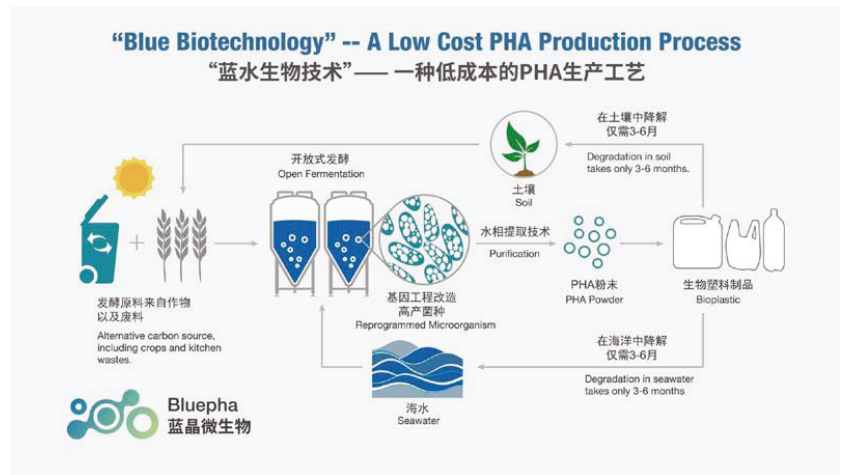 “Blue Biotechnology” -- A Low Cost PHA Production Process
“蓝水生物技术”—— 一种低成本的PHA生产工艺
在土壤中降解
仅需3-6月
Degradation in soil
takes only 3-6 months.
土壤
Soil
开放式发酵
Open Fermentation
水相提取技术
Purification
发酵原料来自作物
以及废料
Alternative carbon source,
including crops and kitchen
wastes.
基因工程改造
高产菌种
Reprogrammed Microorganism
PHA粉末
PHA Powder
生物塑料制品
Bioplastic
在海洋中降解
仅需3-6月
Degradation in seawater
takes only 3-6 months
海水
Seawater
Bluepha
蓝晶微生物